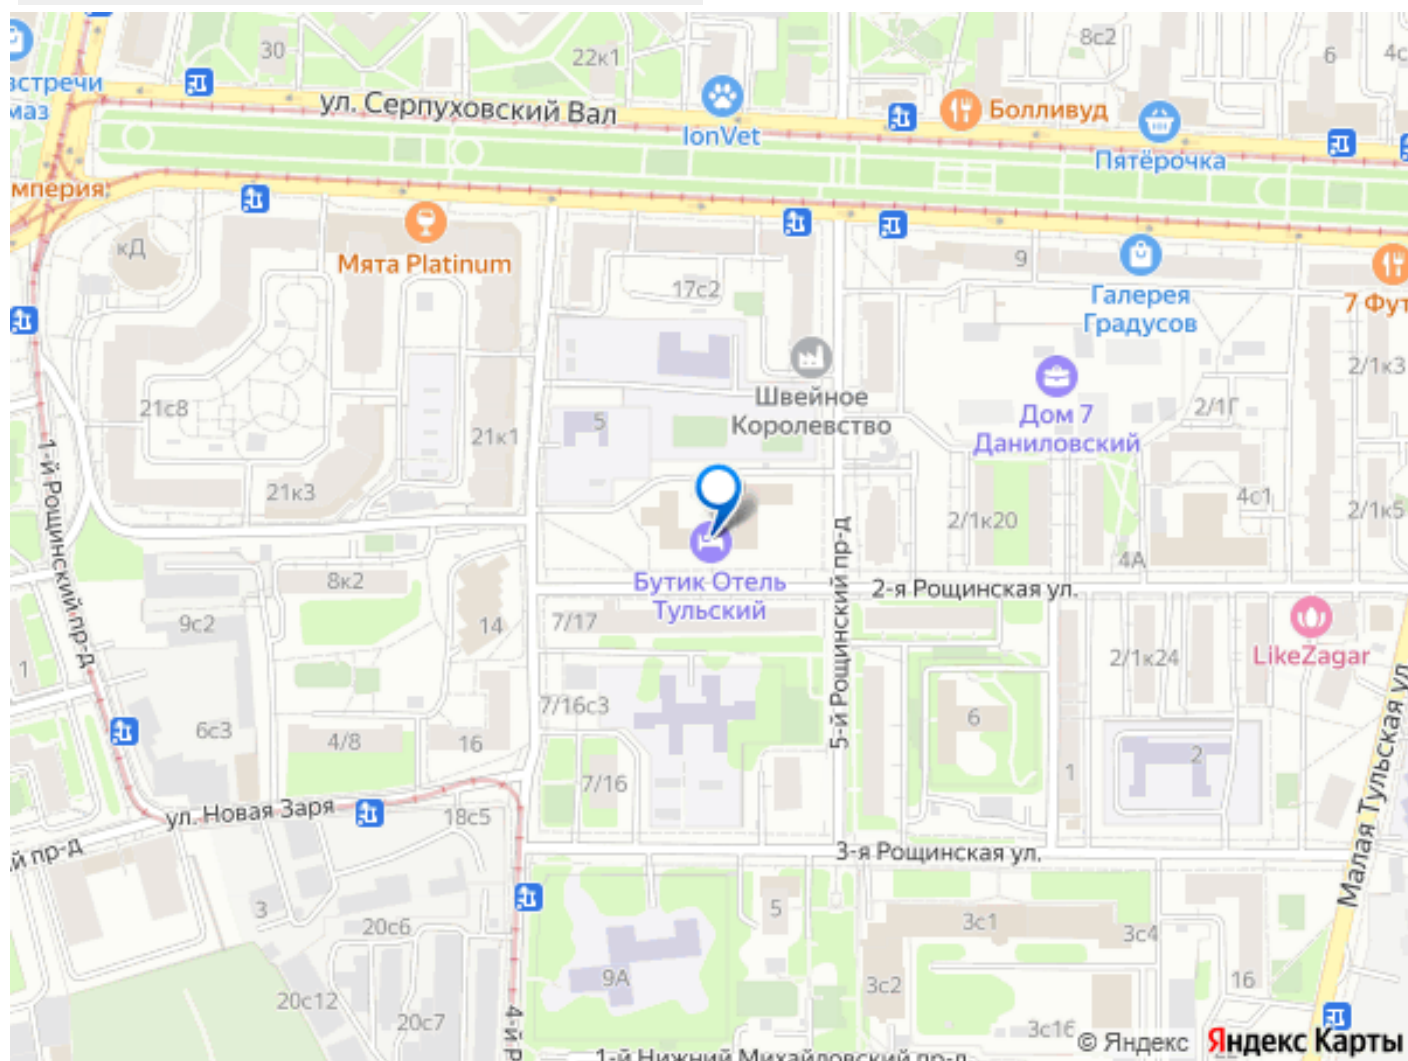 30
22к1
8с2
6
4с
встречи
маз
ул. Серпуховский Вал
IonVet
Болливуд
Пятёрочка
мперия
кД
Мята Platinum
17с2
9
Галерея
Градусов
7 Фут
2/1к3
Швейное
Королевство
Дом 7
Даниловский
2/1Г
21с8
5
21к1
21к3
1-й Рощинский пр-д
2/1к20
4с1
2/1к5
4А
Бутик Отель
Тульский
5-й Рощинский пр-д
2-я Рощинская ул.
8к2
9с2
14
7/17
1
2/1к24
LikeZagar
6с3
4/8
16
7/16с3
6
2
1
7/16
Малая Тульская ул.
ул. Новая Заря
18с5
й пр-д
3-я Рощинская ул.
3
20с6
5
3с1
3с4
9А
3с2
16
20с12
20с7
4-й Р
3с16
© Яндекс Яндекс Карты
1-й Нижний Михайловский пр-д